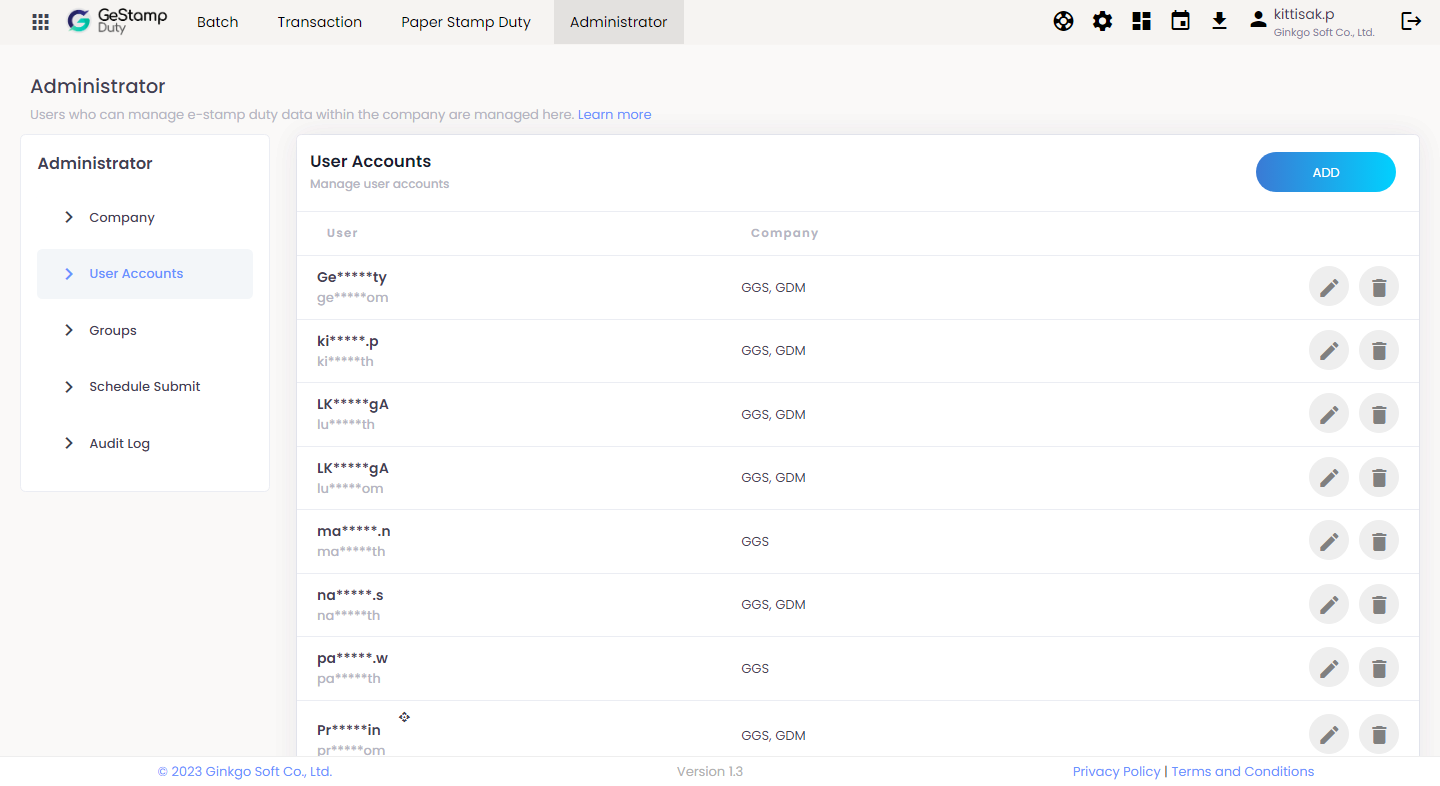 GeStamp
Duty
Batch
Transaction
Paper Stamp Duty
Administrator
kittisak.p
Ginkgo Soft Co., Ltd.
Administrator
Users who can manage e-stamp duty data within the company are managed here. Learn more
Administrator
Company
User Accounts
Groups
Schedule Submit
Audit Log
User Accounts
Manage user accounts
ADD
User Company
Ge*****ty
ge*****om
GGS, GDM
ki*****.p
ki*****th
GGS, GDM
LK*****gA
lu*****th
GGS, GDM
LK*****gA
lu*****om
GGS, GDM
ma*****.n
ma*****th
GGS
na*****.s
na*****th
GGS, GDM
pa*****.w
pa*****th
GGS
Pr*****in
pr*****om
GGS, GDM
© 2023 Ginkgo Soft Co., Ltd.
Version 1.3
Privacy Policy | Terms and Conditions